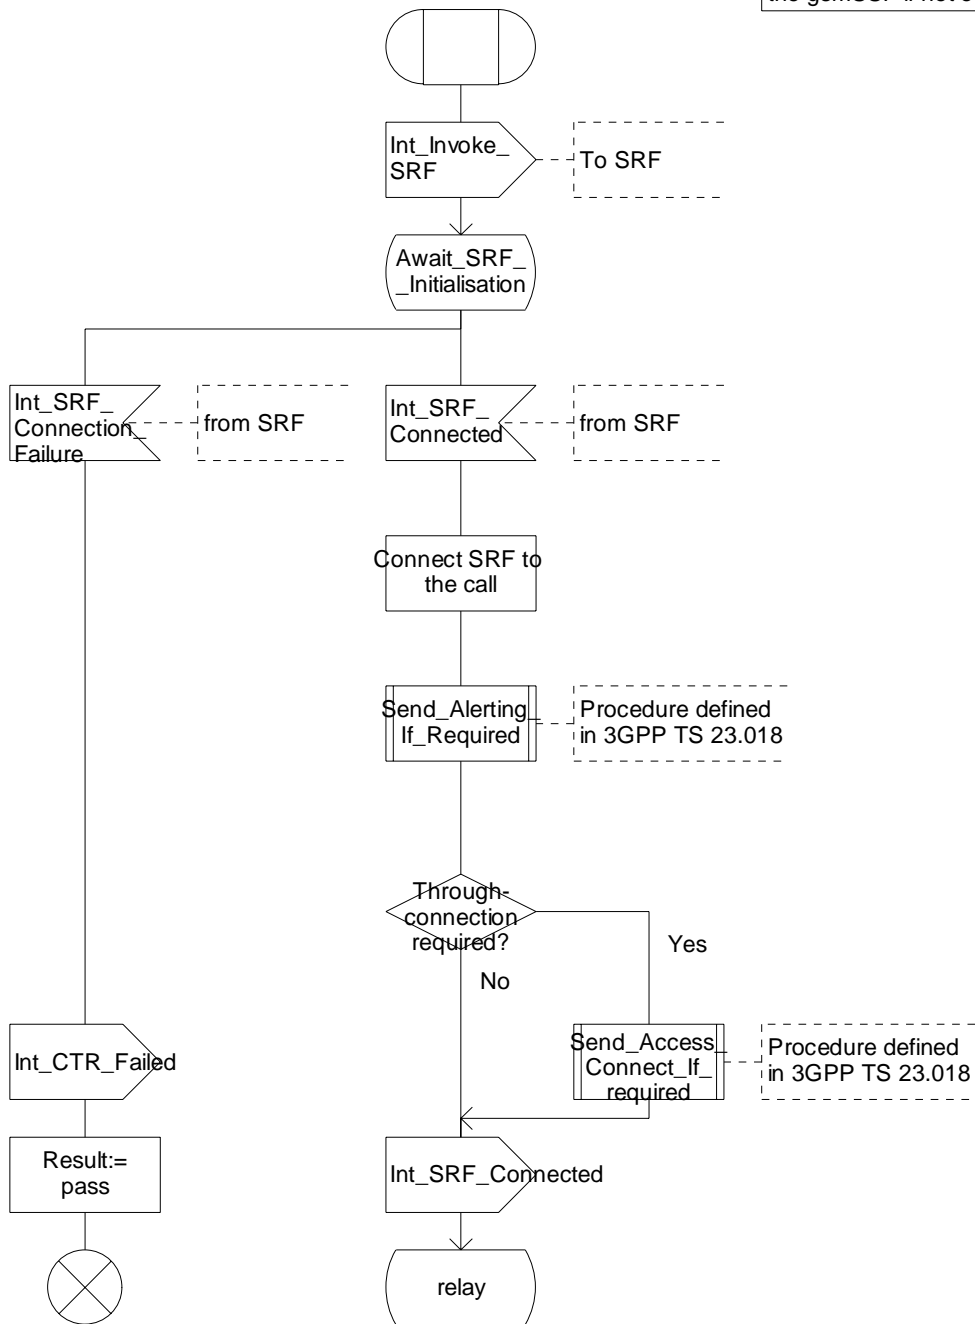 Int_Invoke_
SRF
To SRF
Await_SRF_
_Initialisation
Int_SRF_
Connection_
Failure
from SRF
Int_SRF_
Connected
from SRF
Connect SRF to
the call
Send_Alerting_
If_Required
Procedure defined
in 3GPP TS 23.018
Through-
connection
required?
Yes
No
Int_CTR_Failed
Send_Access_
Connect_If_
required
Procedure defined
in 3GPP TS 23.018
Result:=
pass
Int_SRF_Connected
relay